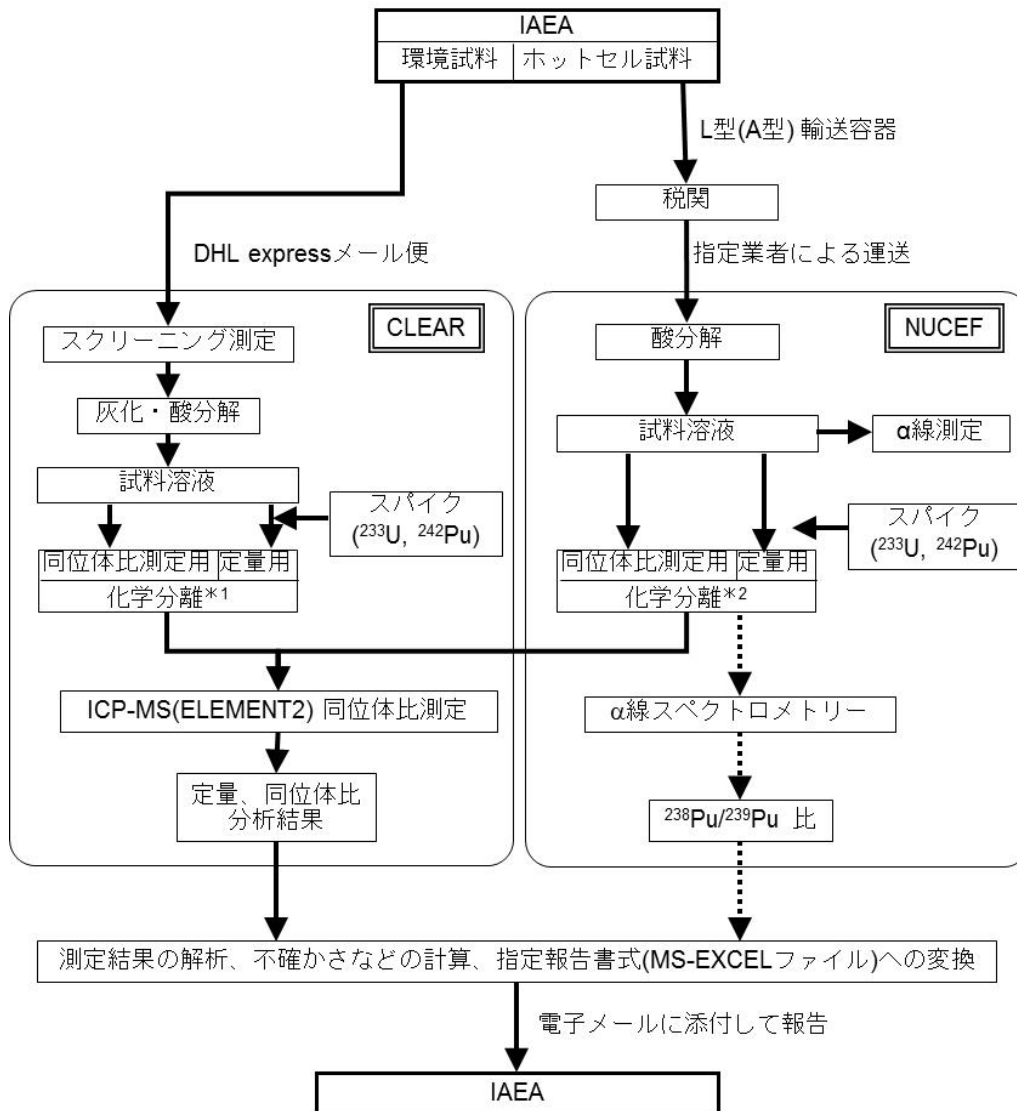 IAEA
環境試料 ホットセル試料
L型(A型) 輸送容器
税関
DHL expressメール便
指定業者による運送
CLEAR
スクリーニング測定
灰化・酸分解
試料溶液
スパイク
(²³³U, ²⁴²Pu)
同位体比測定用 定量用
化学分離*¹
NUCEF
酸分解
試料溶液
α線測定
スパイク
(²³³U, ²⁴²Pu)
同位体比測定用 定量用
化学分離*²
ICP-MS(ELEMENT2) 同位体比測定
定量、同位体比
分析結果
α線スペクトロメトリー
²³⁸Pu/²³⁹Pu 比
測定結果の解析、不確かさなどの計算、指定報告書式(MS-EXCELファイル)への変換
電子メールに添付して報告
IAEA